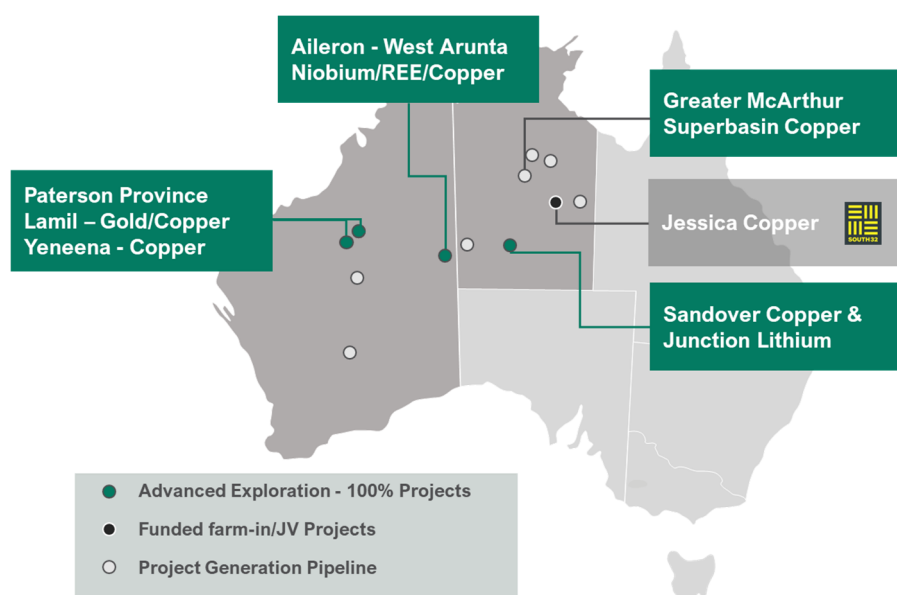 Aileron - West Arunta
Niobium/REE/Copper
Greater McArthur
Superbasin Copper
Paterson Province
Lamil – Gold/Copper
Yeneena - Copper
Jessica Copper
SOUTH32
Sandover Copper &
Junction Lithium
Advanced Exploration - 100% Projects
Funded farm-in/JV Projects
Project Generation Pipeline